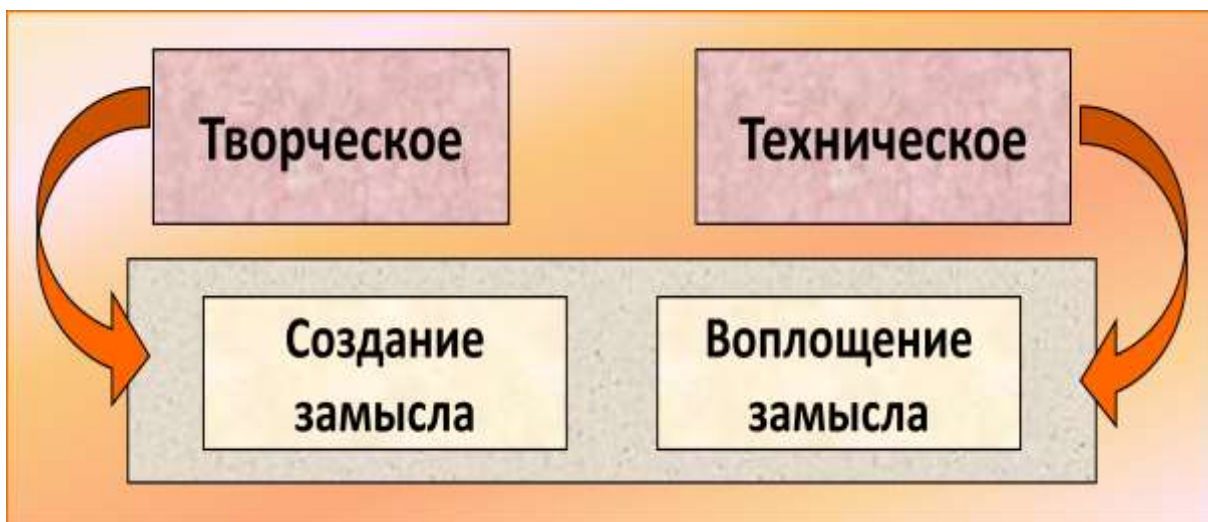 Творческое
Техническое
Создание
замысла
Воплощение
замысла